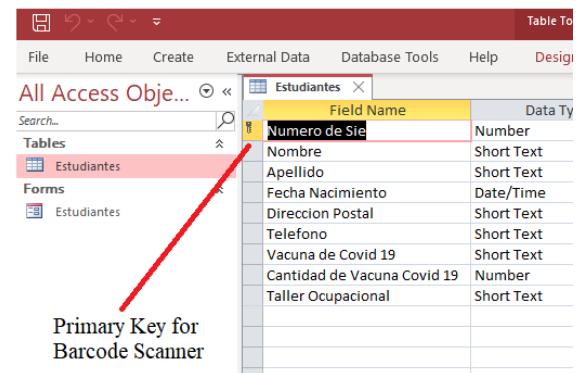 Table To
File Home Create External Data Database Tools Help Desig
All Access Obje... «
Estudiantes
Search...
Field Name Data Ty
Tables
Estudiantes
Forms
Estudiantes
Numero de Sie Number
Nombre Short Text
Apellido Short Text
Fecha Nacimiento Date/Time
Direccion Postal Short Text
Telefono Short Text
Vacuna de Covid 19 Short Text
Cantidad de Vacuna Covid 19 Number
Taller Ocupacional Short Text
Primary Key for
Barcode Scanner